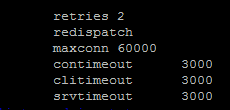 retries 2
redispatch
maxconn 60000
contimeout 3000
clitimeout 3000
srvtimeout 3000